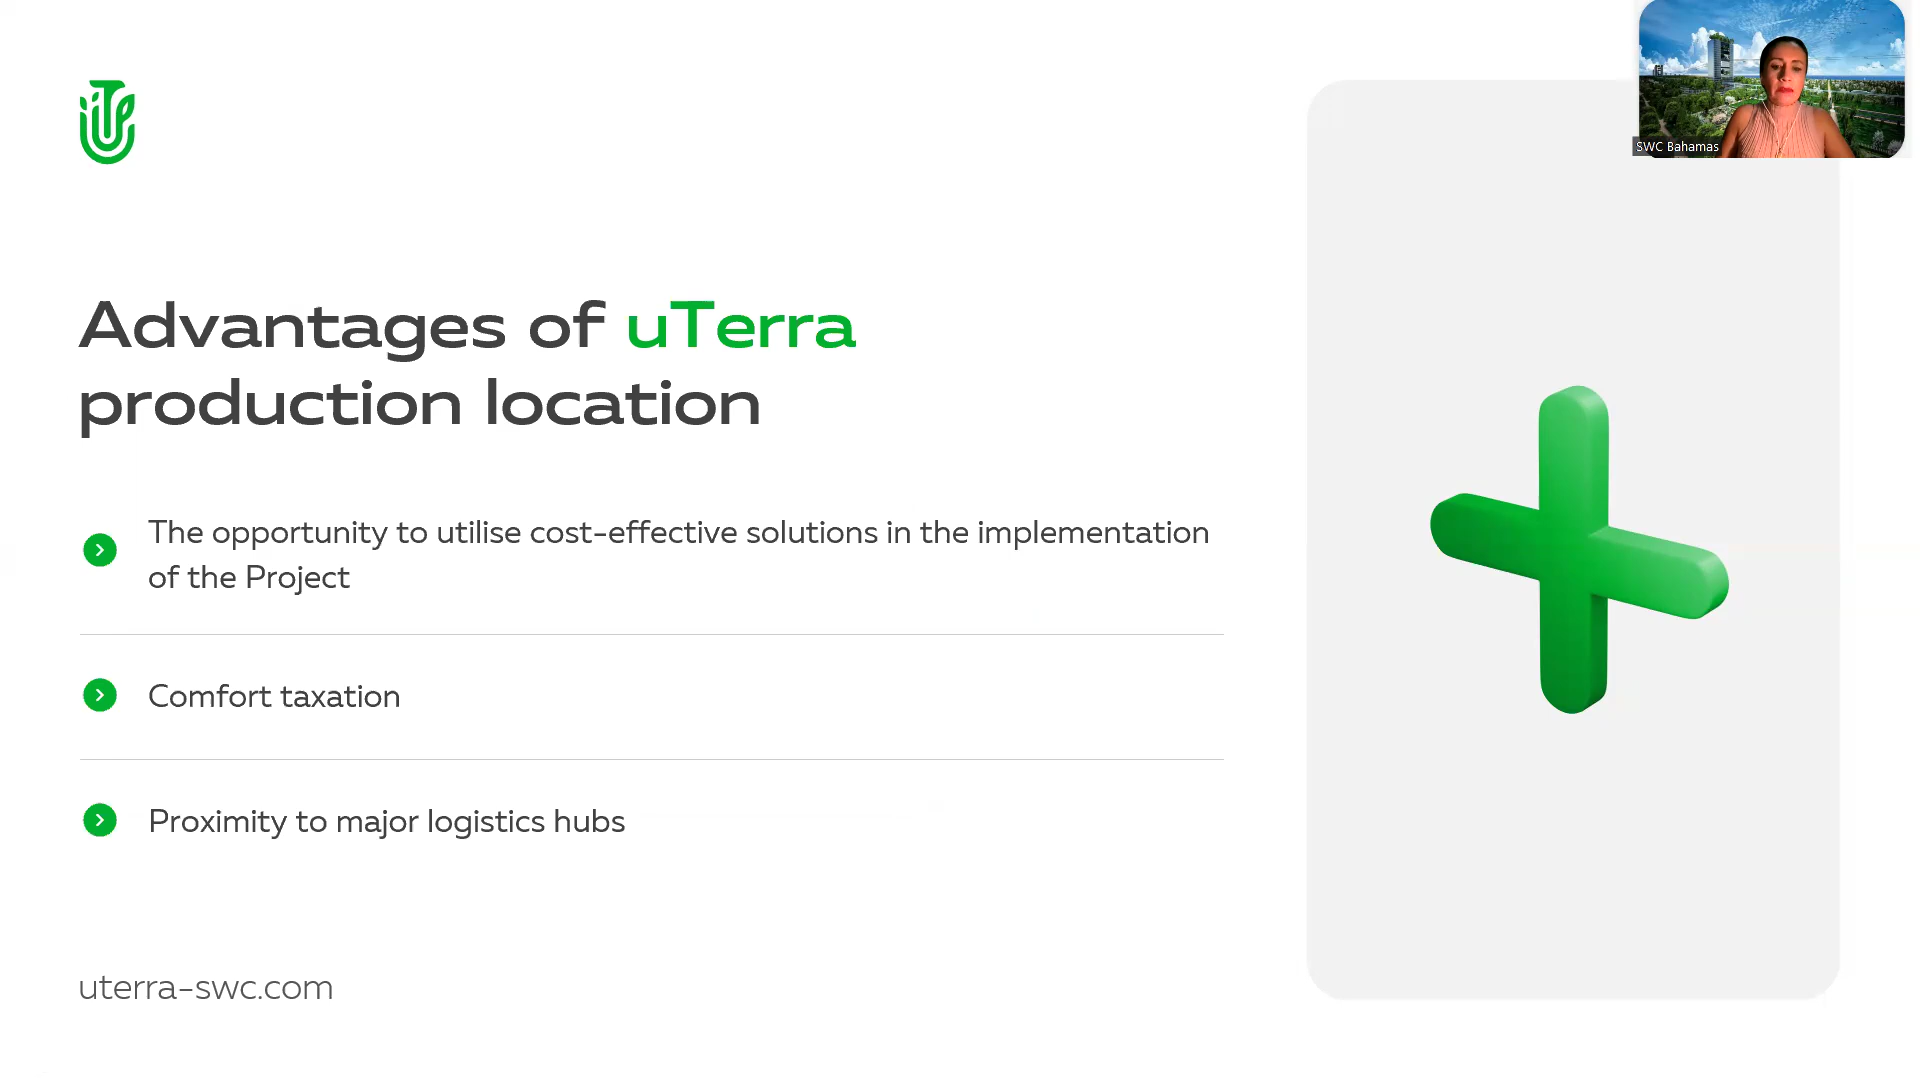 SWC Bahamas
Advantages of uTerra
production location
The opportunity to utilise cost-effective solutions in the implementation
of the Project
Comfort taxation
Proximity to major logistics hubs
uterra-swc.com